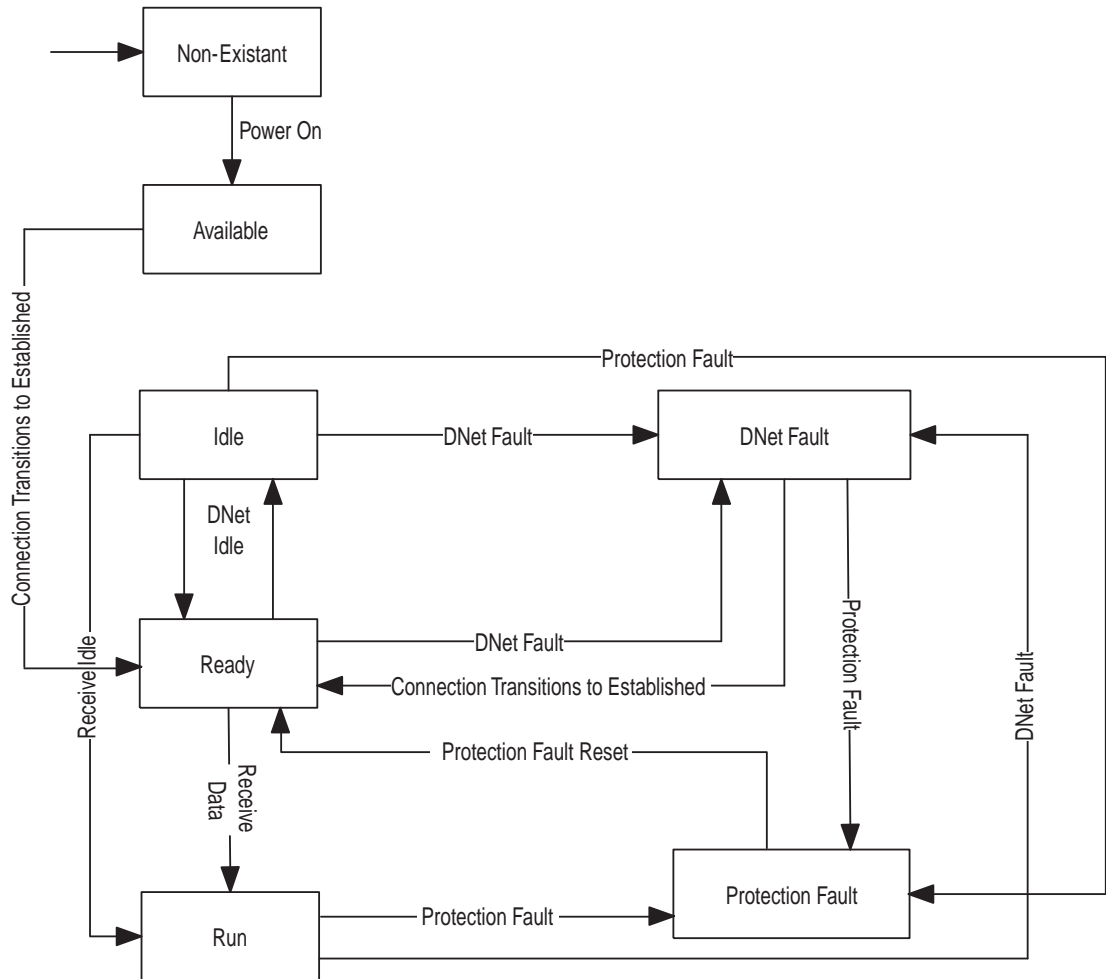 Non-Existant
Power On
Available
Connection Transitions to Established
Protection Fault
Idle
DNet Fault
DNet Fault
DNet
Idle
Receive Idle
Ready
DNet Fault
Connection Transitions to Established
Protection Fault
DNet Fault
Protection Fault Reset
Receive
Data
Run
Protection Fault
Protection Fault